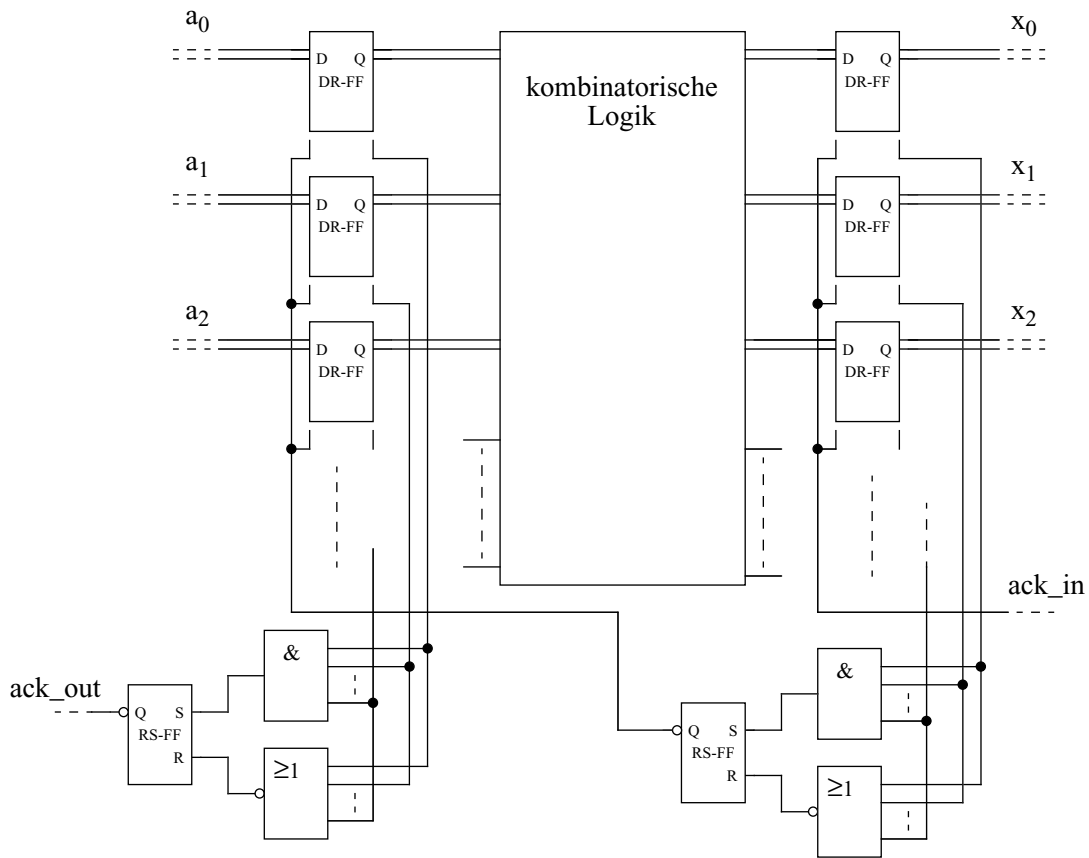 a0
x0
D Q
DR-FF
kombinatorische
Logik
D Q
DR-FF
a1
x1
D Q
DR-FF
D Q
DR-FF
a2
x2
D Q
DR-FF
D Q
DR-FF
ack_in
&
&
ack_out
Q S
RS-FF
R
Q S
RS-FF
R
≥1
≥1